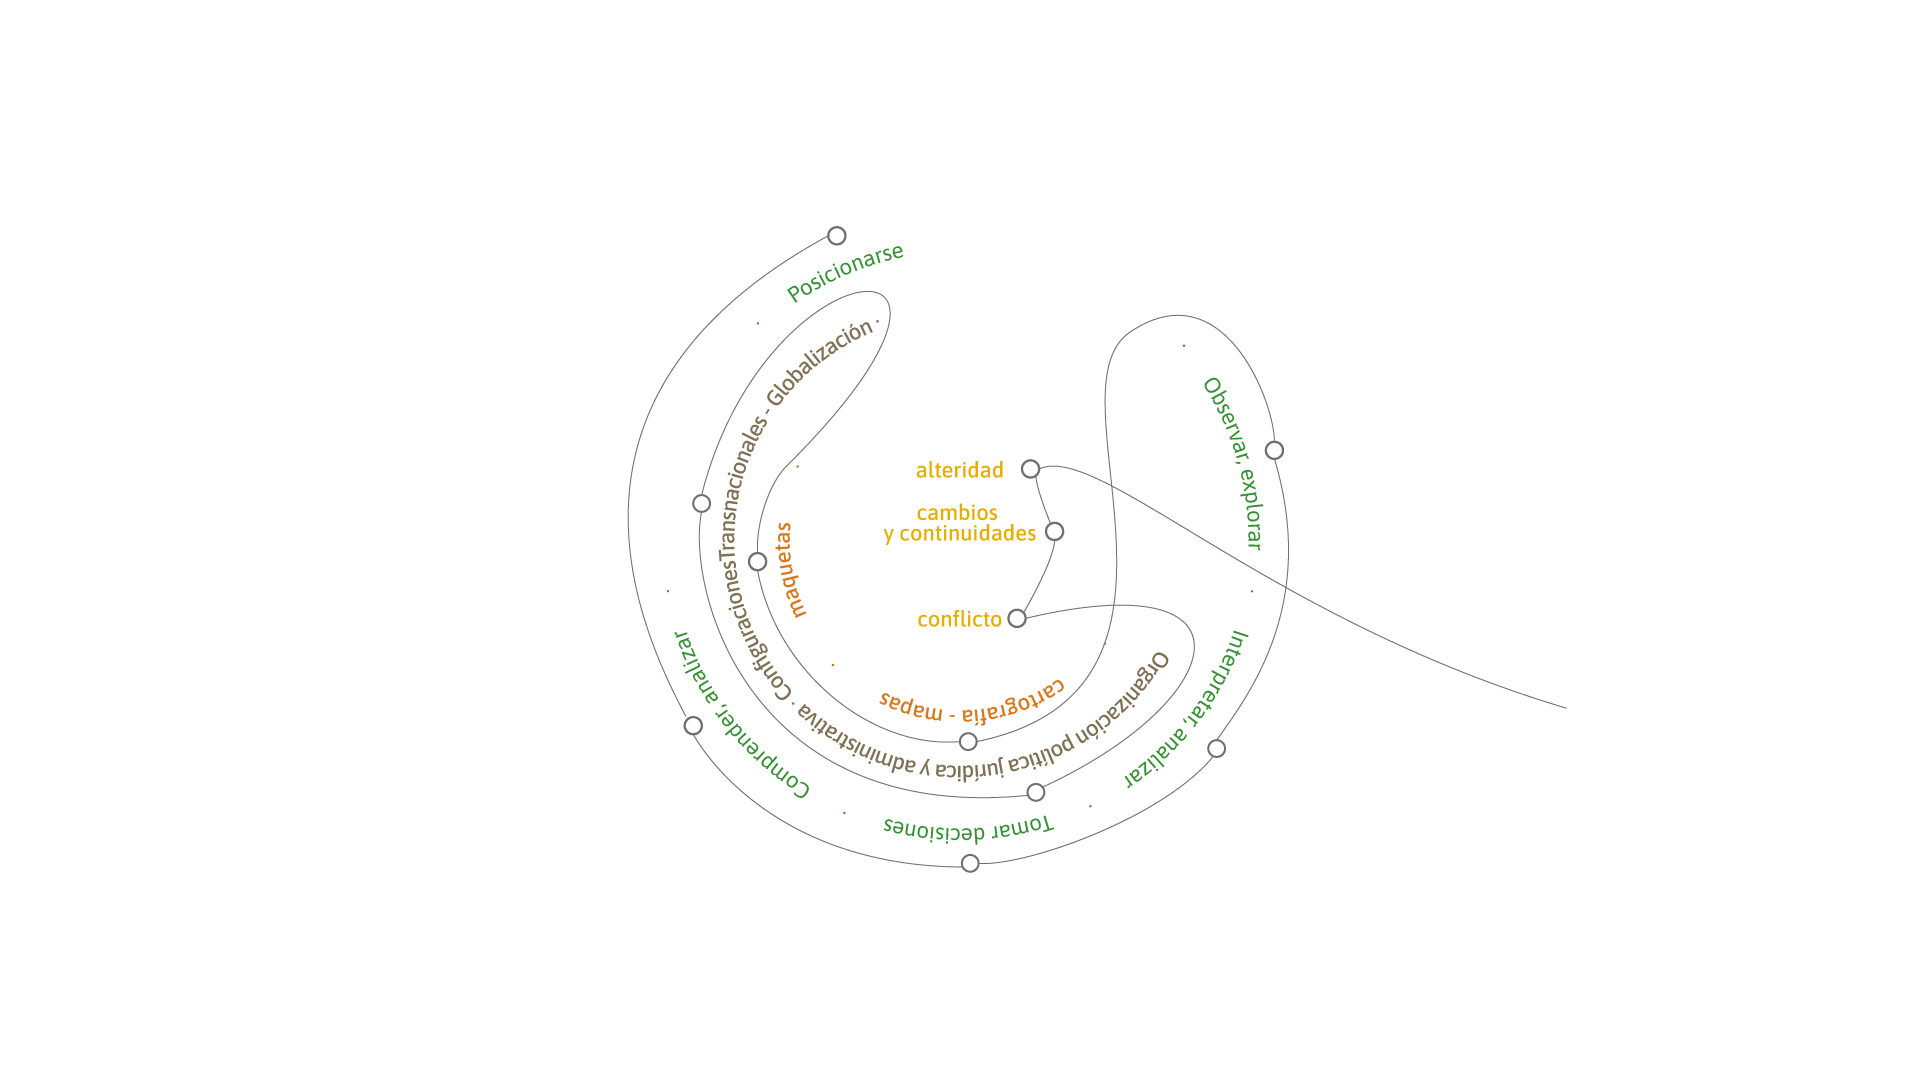 Posicionarse
Observar, explorar
Interpretar, analizar
Tomar decisiones
Comprender, analizar
Organización política jurídica y administrativa · ConfiguracionesTransnacionales - Globalización ·
maquetas
cartografía - mapas
alteridad
cambios
y continuidades
conflicto